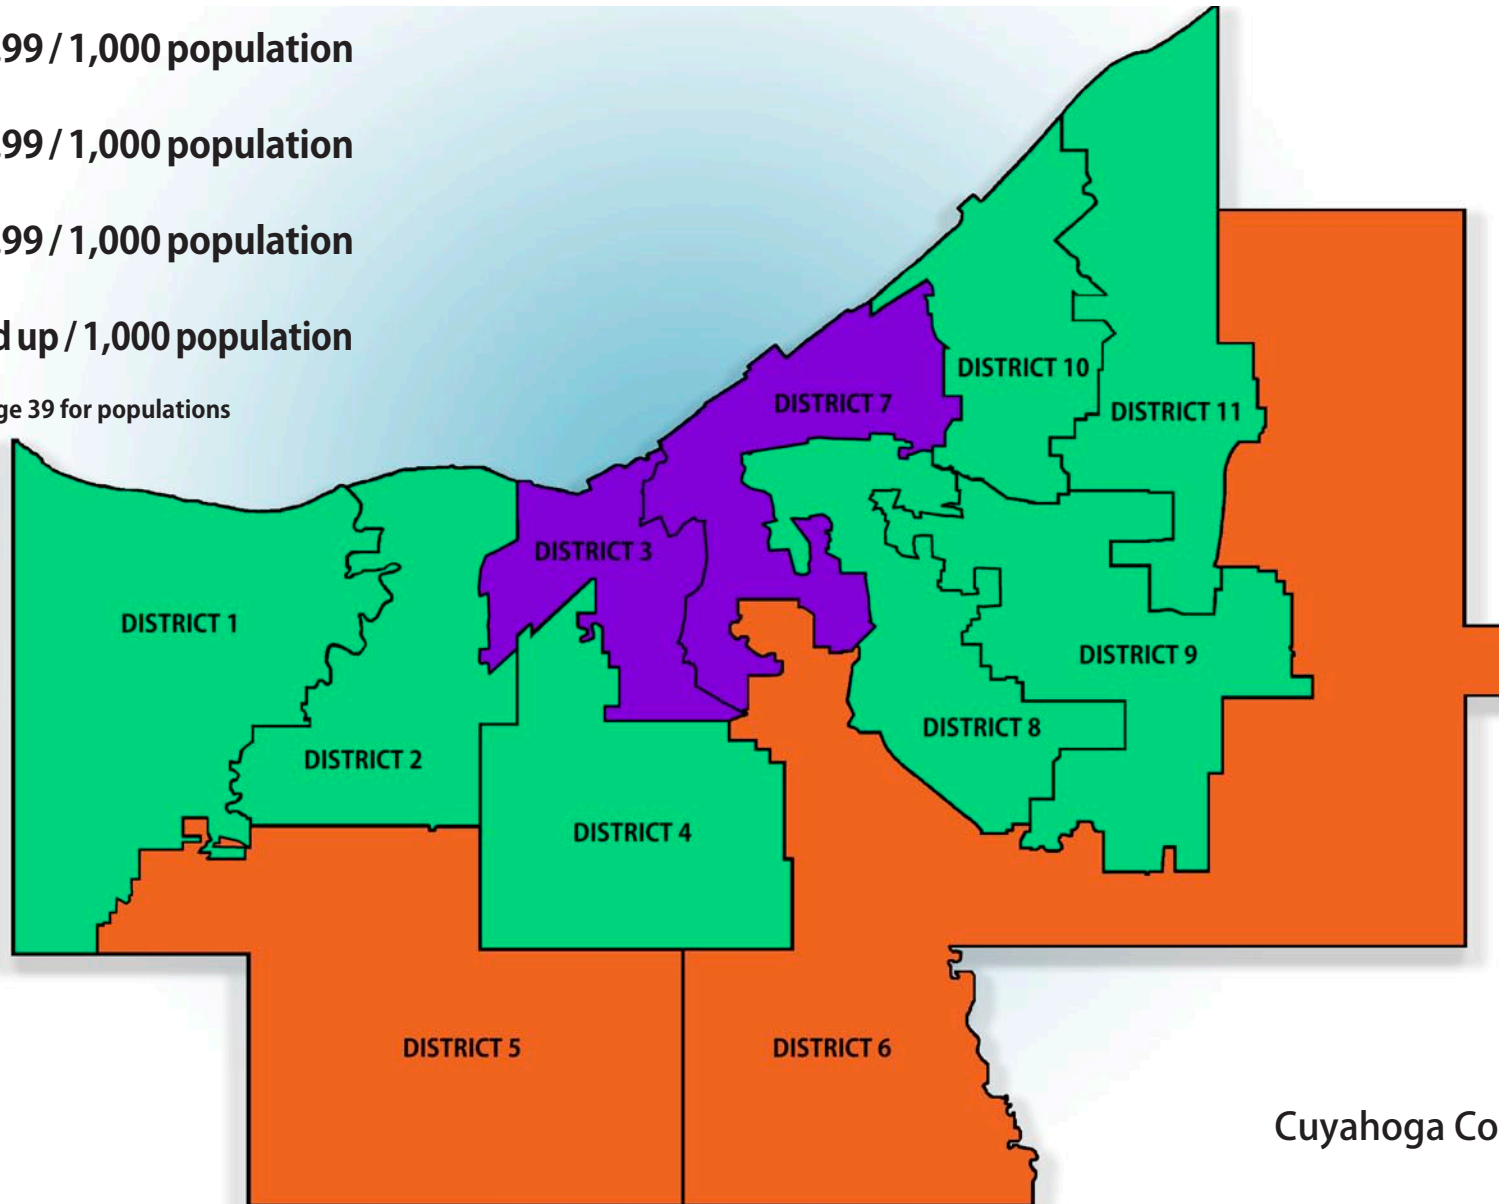 99 / 1,000 population
99 / 1,000 population
99 / 1,000 population
d up / 1,000 population
ge 39 for populations
DISTRICT 10
DISTRICT 7
DISTRICT 11
DISTRICT 3
DISTRICT 1
DISTRICT 9
DISTRICT 8
DISTRICT 2
DISTRICT 4
DISTRICT 5
DISTRICT 6
Cuyahoga Co